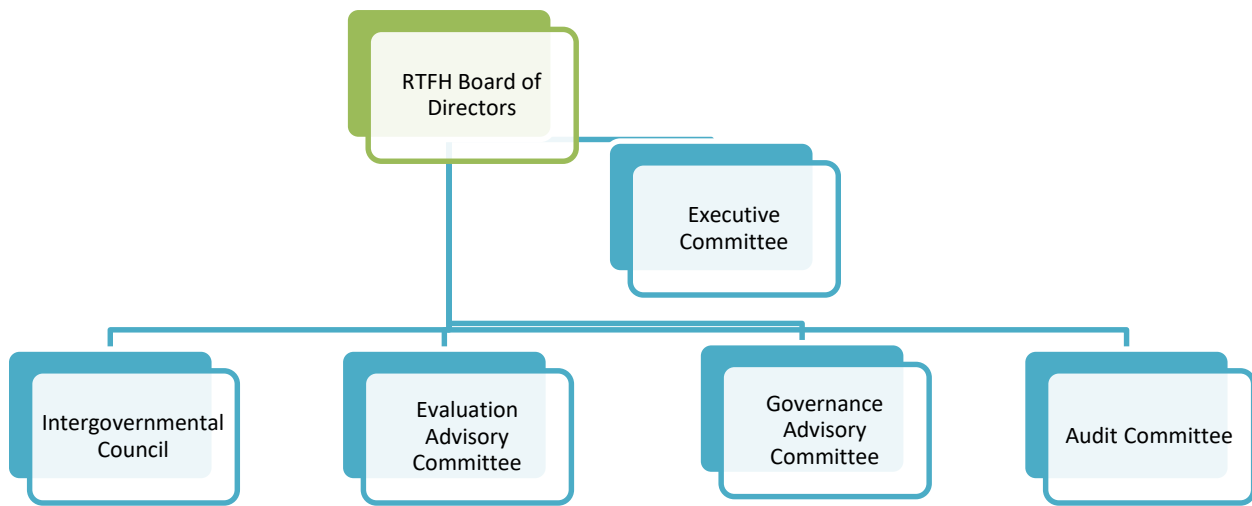 RTFH Board of
Directors
Executive
Committee
Intergovernmental
Council
Evaluation
Advisory
Committee
Governance
Advisory
Committee
Audit Committee